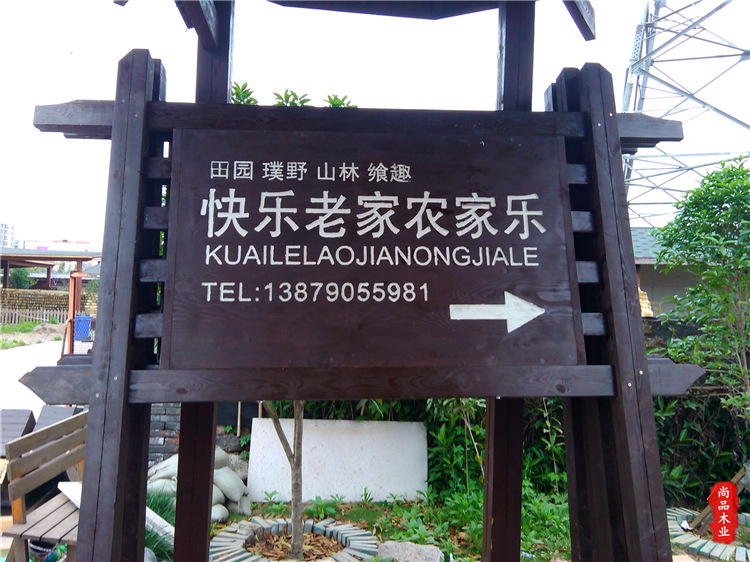 田园 璞野 山林 飨趣
快乐老家农家乐
KUAILELAOJIANONGJIALE
TEL:13879055981
尚品木业